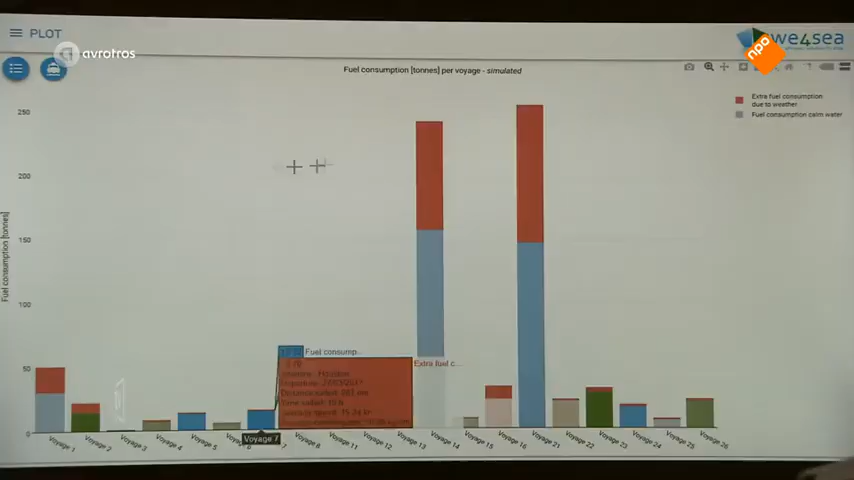 PLOT
avrotros
we4sea
npo
Fuel consumption [tonnes] per voyage - simulated
Extra fuel consumption
due to weather
Fuel consumption calm water
Fuel consumption [tonnes]
250
200
150
100
50
0
Fuel consump...
Extra fuel c...
Voyage 1
Voyage 2
Voyage 3
Voyage 4
Voyage 5
Voyage 7
Voyage 8
Voyage 11
Voyage 12
Voyage 13
Voyage 14
Voyage 15
Voyage 16
Voyage 21
Voyage 22
Voyage 23
Voyage 24
Voyage 25
Voyage 26